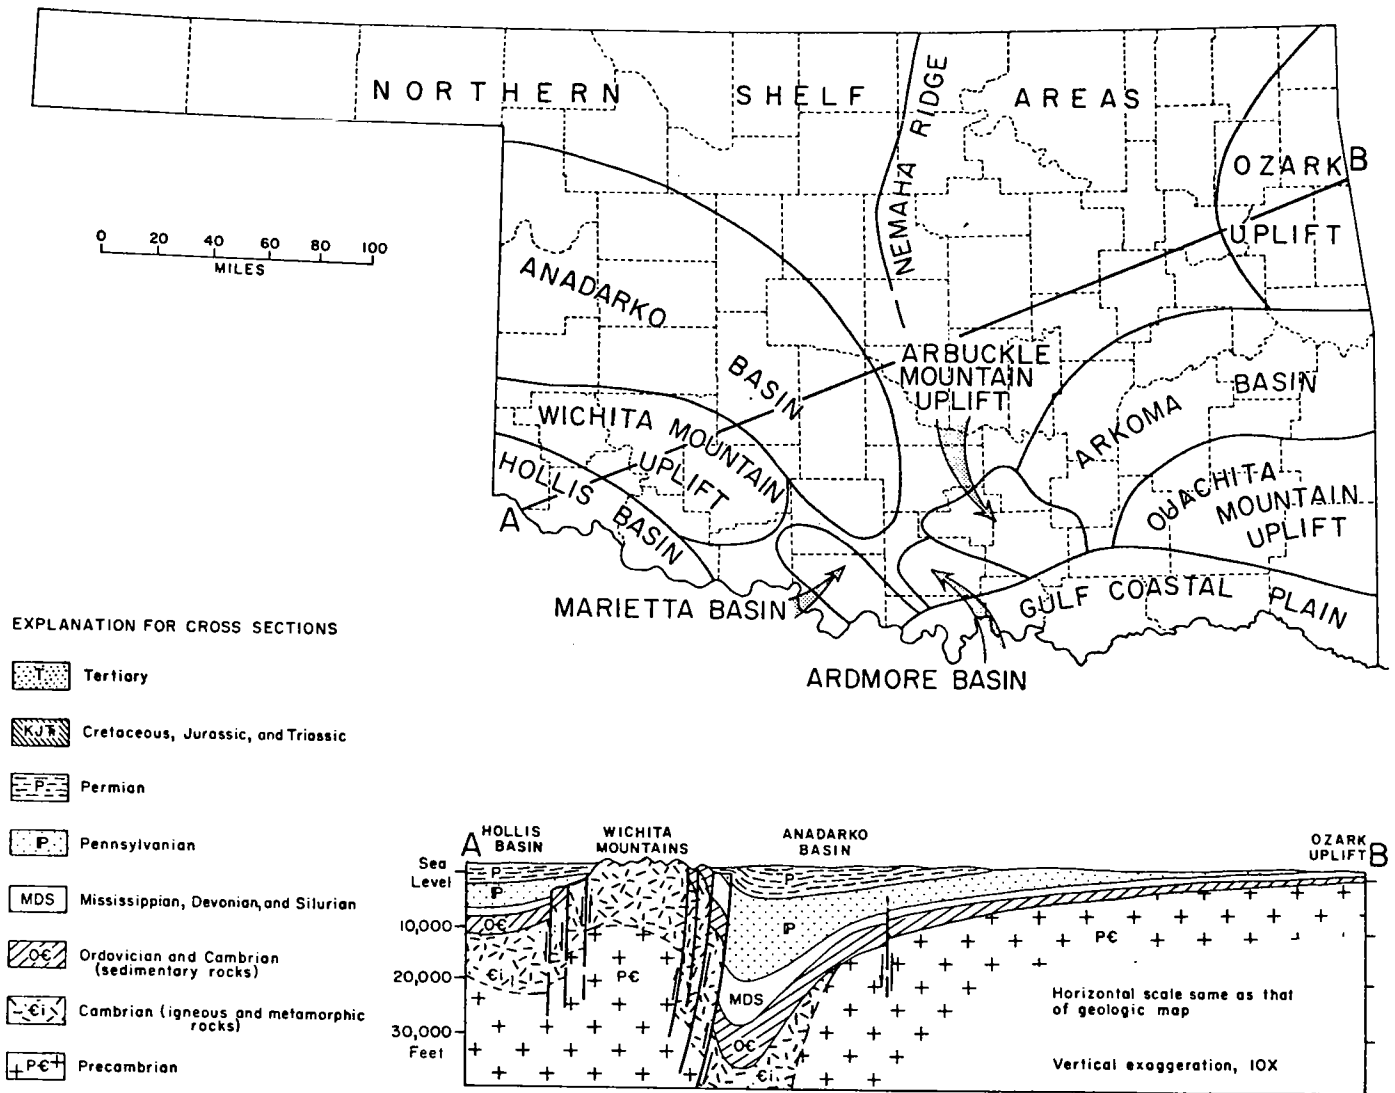 NORTHERN SHELF AREAS
NEMAHA RIDGE
OZARK
UPLIFT
B
0 20 40 60 80 100
MILES
ANADARKO
BASIN
ARBUCKLE
MOUNTAIN
UPLIFT
WICHITA MOUNTAIN
UPLIFT
HOLLIS
BASIN
A
ARKOMA
BASIN
OUACHITA
MOUNTAIN
UPLIFT
MARIETTA BASIN
GULF COASTAL PLAIN
ARDMORE BASIN
EXPLANATION FOR CROSS SECTIONS
T Tertiary
KJTR Cretaceous, Jurassic, and Triassic
P Permian
IP Pennsylvanian
MDS Mississippian, Devonian, and Silurian
O€ Ordovician and Cambrian
(sedimentary rocks)
€i Cambrian (igneous and metamorphic
rocks)
P€ Precambrian
A
HOLLIS
BASIN
WICHITA
MOUNTAINS
ANADARKO
BASIN
OZARK
UPLIFT
B
Sea
Level
10,000
20,000
30,000
Feet
P
IP
O€
€i
P€
P
IP
MDS
O€
€i
P€
Horizontal scale same as that
of geologic map
Vertical exaggeration, 10X